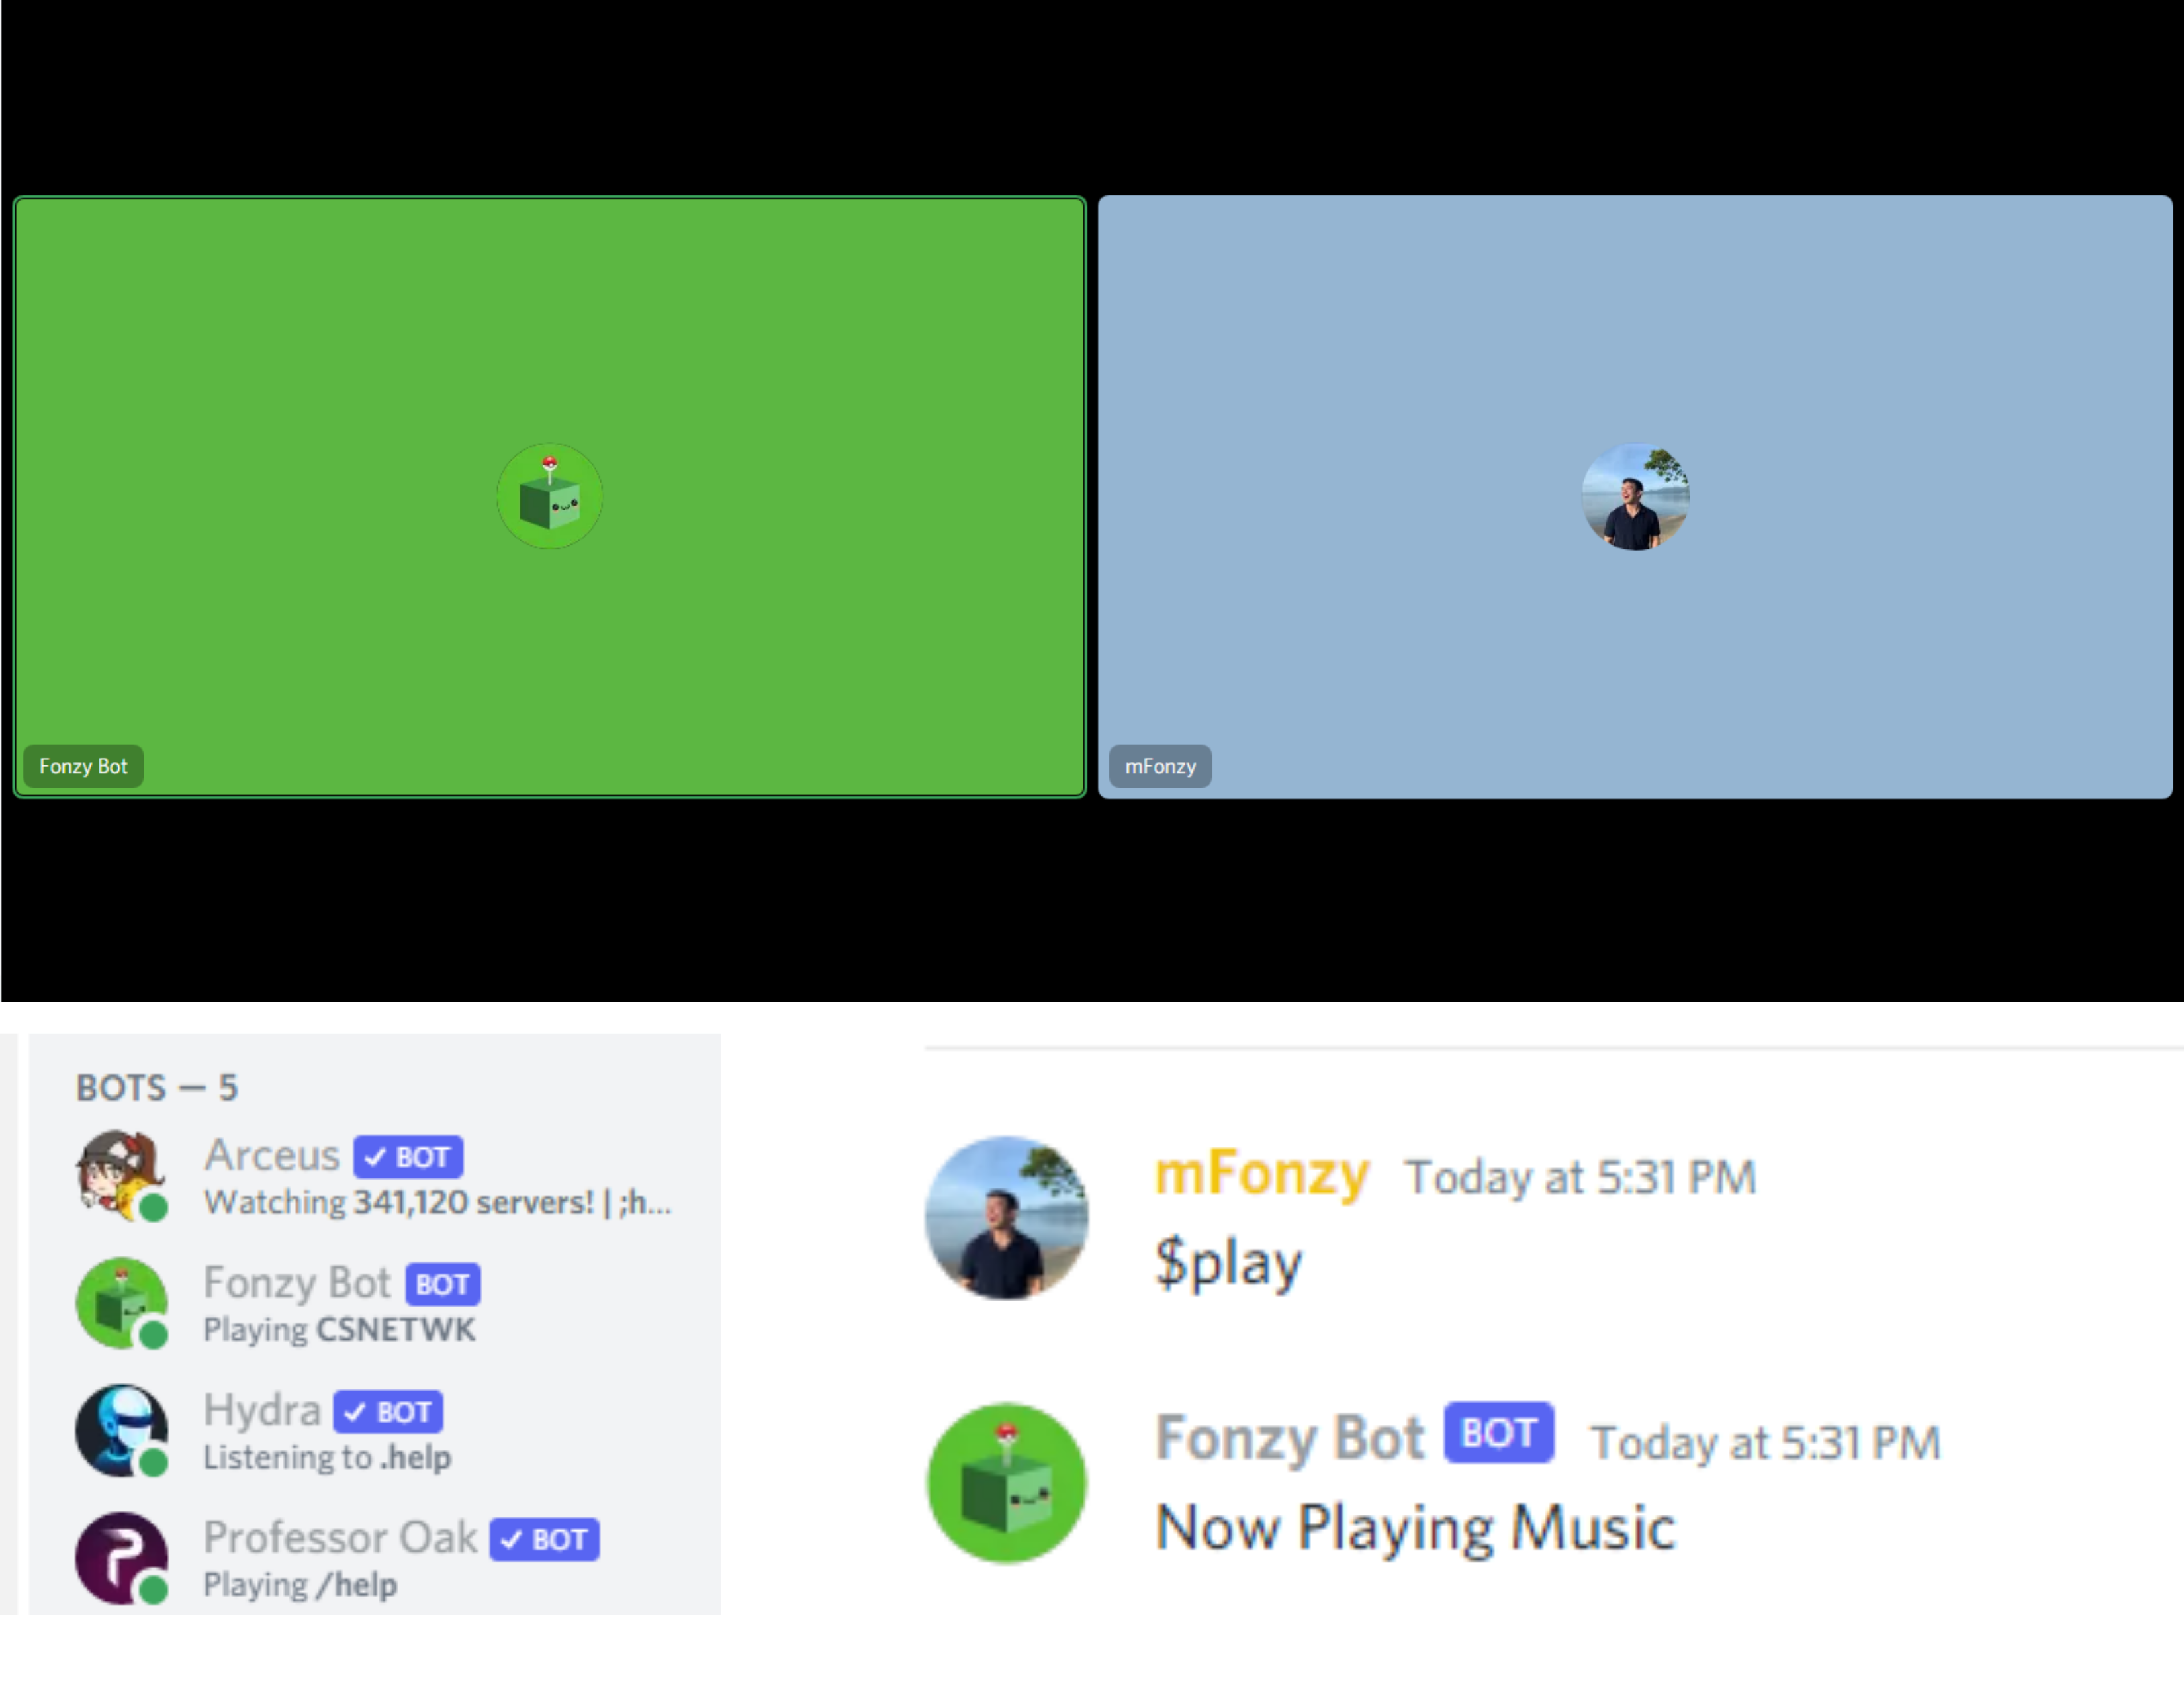 Fonzy Bot
mFonzy
BOTS — 5
Arceus ✓ BOT
Watching 341,120 servers! | ;h...
Fonzy Bot BOT
Playing CSNETWK
Hydra ✓ BOT
Listening to .help
Professor Oak ✓ BOT
Playing /help
mFonzy Today at 5:31 PM
$play
Fonzy Bot BOT Today at 5:31 PM
Now Playing Music